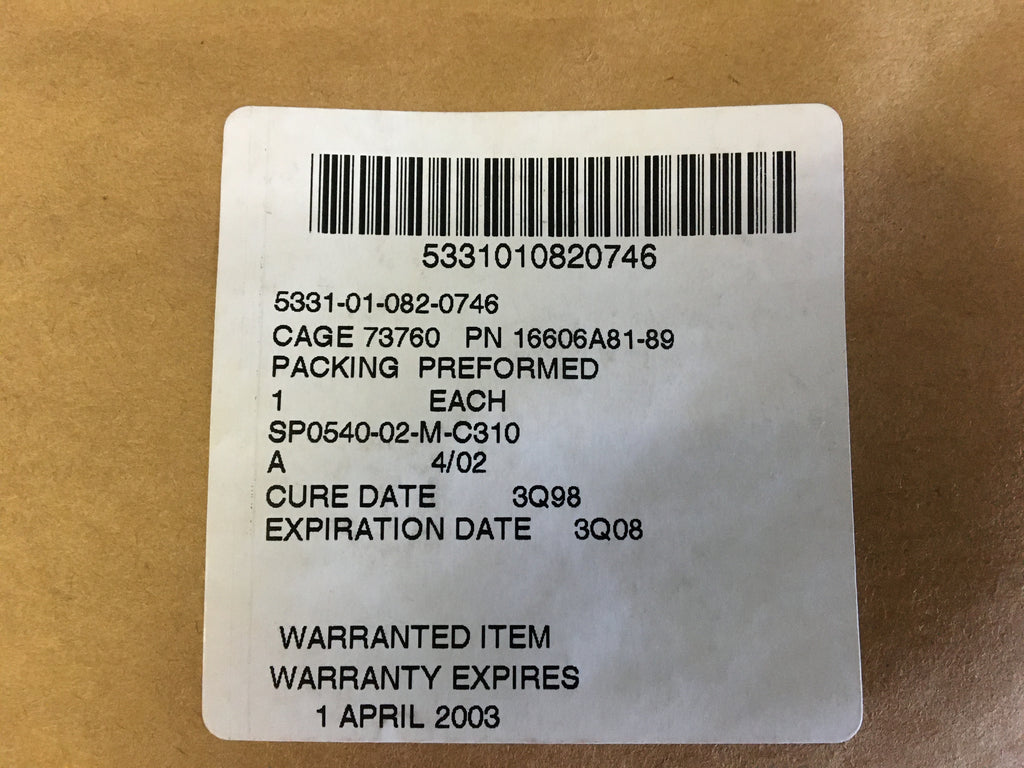 5331010820746
5331-01-082-0746
CAGE 73760 PN 16606A81-89
PACKING PREFORMED
1 EACH
SP0540-02-M-C310
A 4/02
CURE DATE 3Q98
EXPIRATION DATE 3Q08
WARRANTED ITEM
WARRANTY EXPIRES
1 APRIL 2003